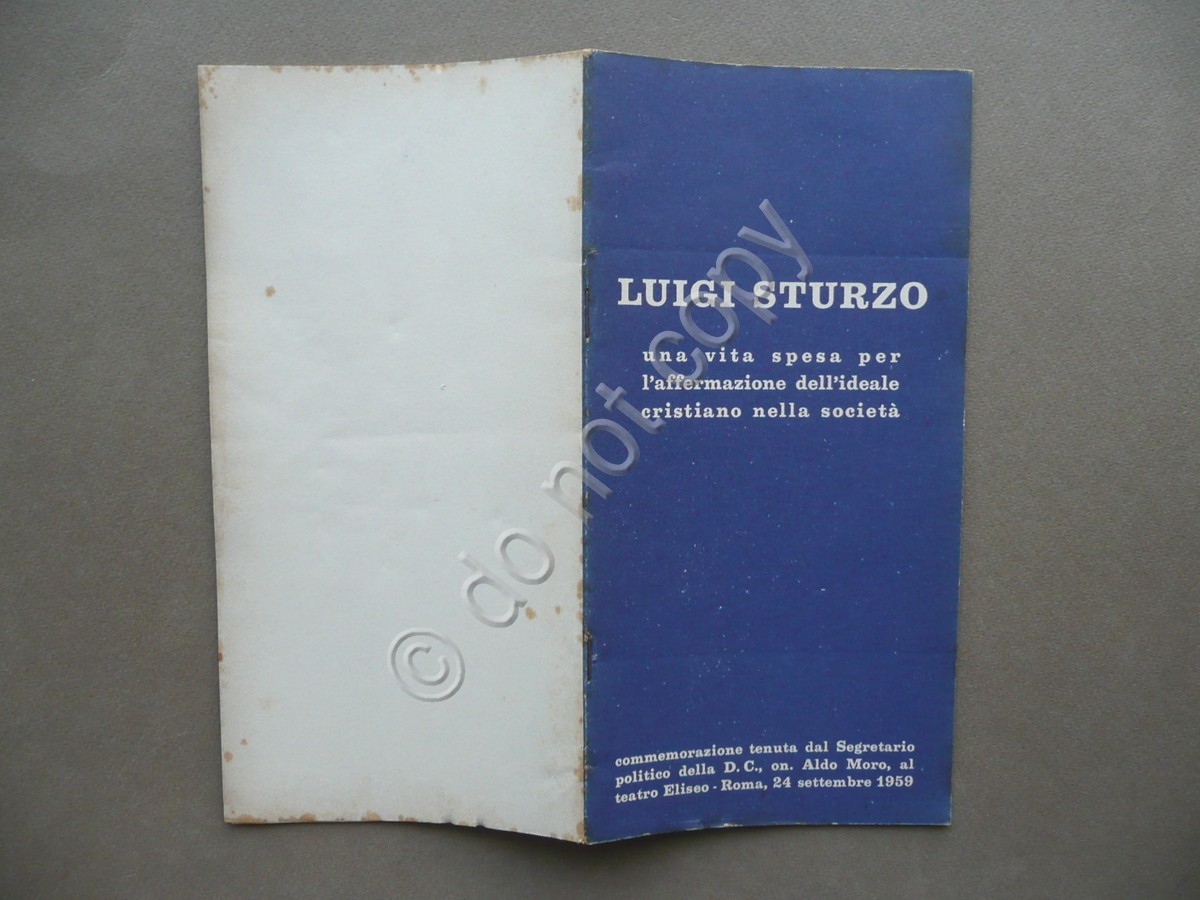 LUIGI STURZO
una vita spesa per
l'affermazione dell'ideale
cristiano nella società
commemorazione tenuta dal Segretario
politico della D. C., on. Aldo Moro, al
teatro Eliseo - Roma, 24 settembre 1959
© do not copy